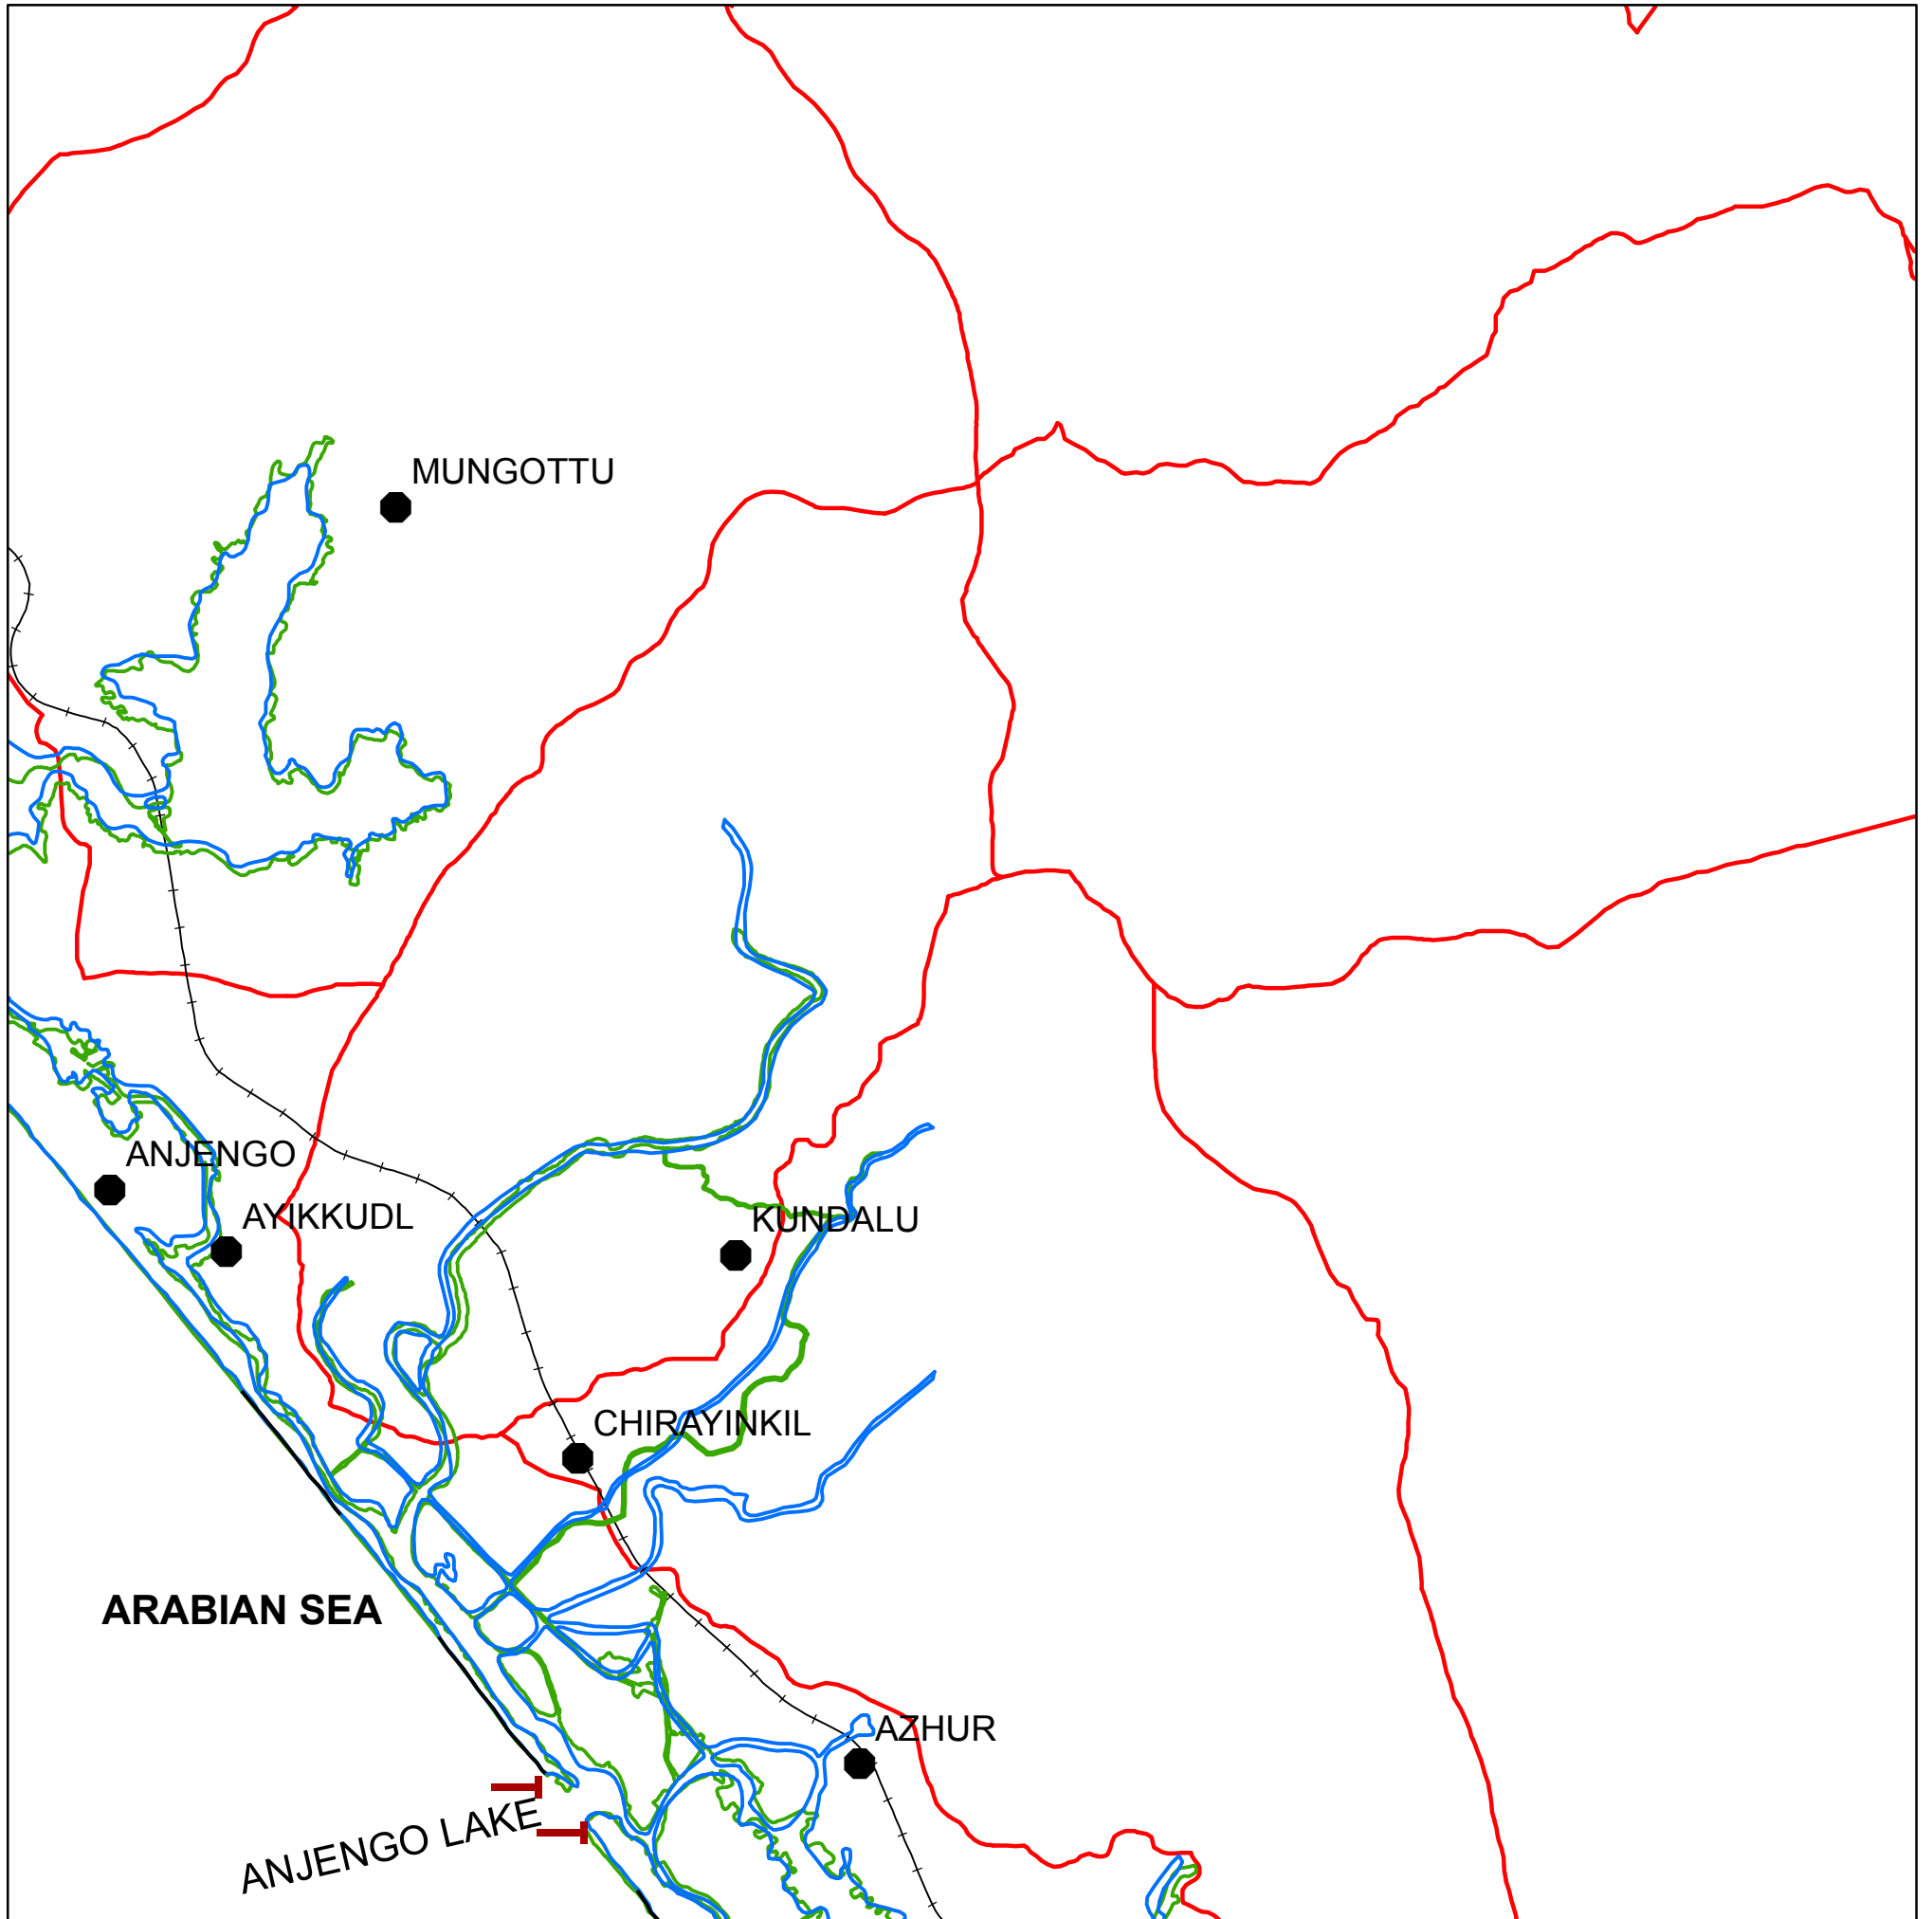 MUNGOTTU
ANJENGO
AYIKKUDL
KUNDALU
CHIRAYINKIL
ARABIAN SEA
AZHUR
ANJENGO LAKE